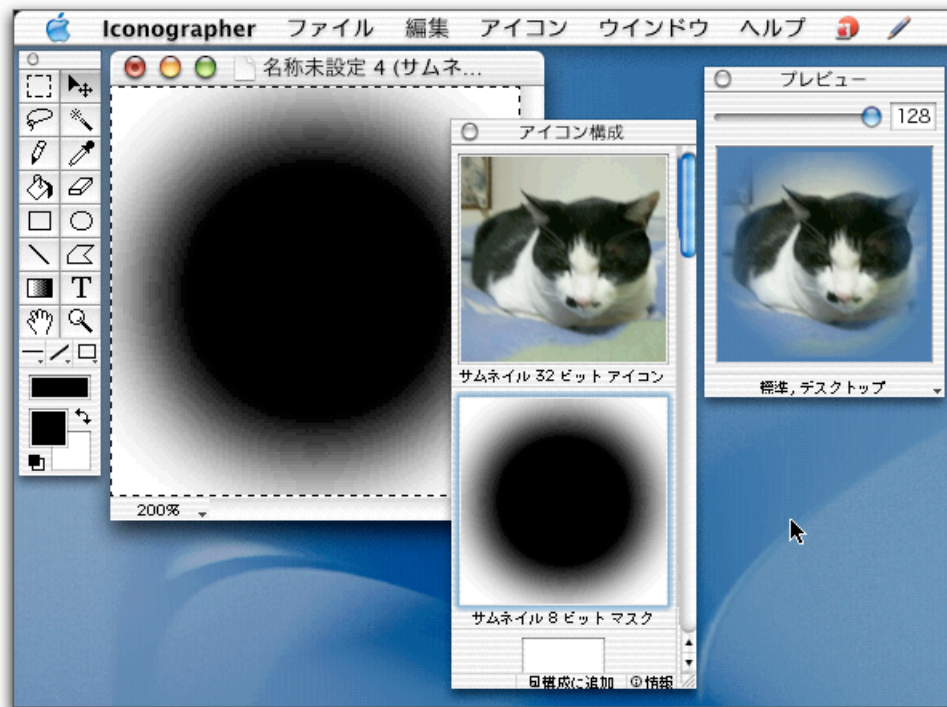 Iconographer ファイル 編集 アイコン ウインドウ ヘルプ
名称未設定 4 (サムネ...
T
200%
アイコン構成
サムネイル 32 ビット アイコン
サムネイル 8 ビット マスク
構成に追加 情報
プレビュー
128
標準, デスクトップ